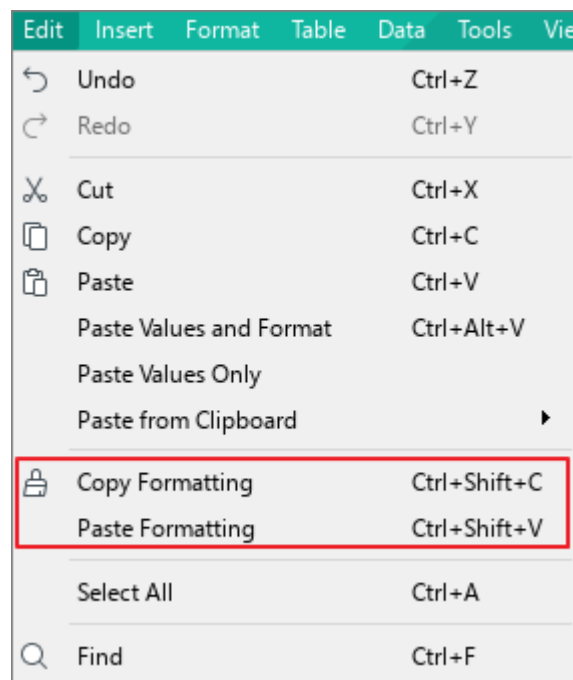 Edit Insert Format Table Data Tools Vie
Undo Ctrl+Z
Redo Ctrl+Y
Cut Ctrl+X
Copy Ctrl+C
Paste Ctrl+V
Paste Values and Format Ctrl+Alt+V
Paste Values Only
Paste from Clipboard
Copy Formatting Ctrl+Shift+C
Paste Formatting Ctrl+Shift+V
Select All Ctrl+A
Find Ctrl+F